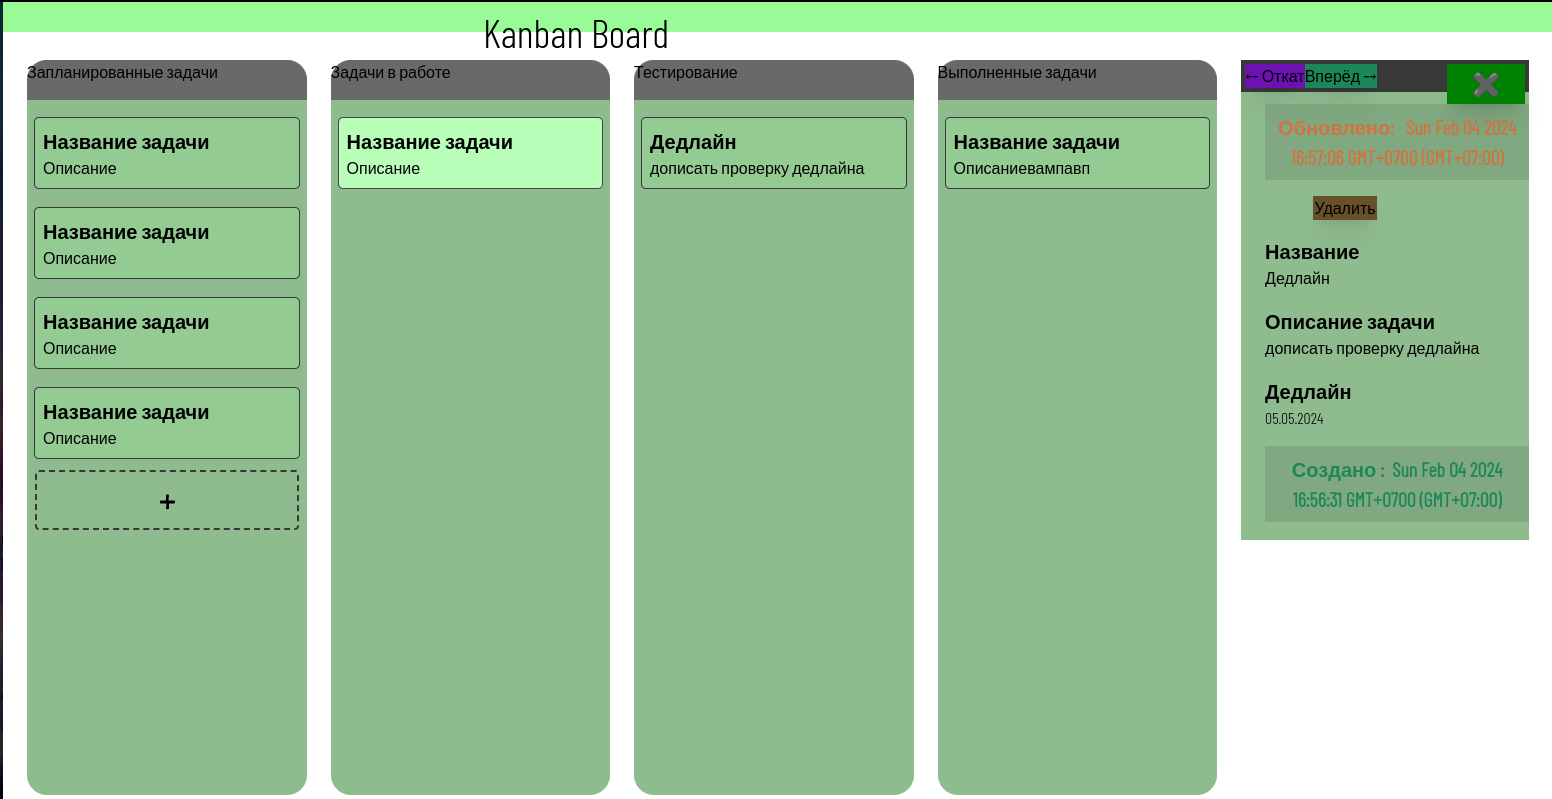 Kanban Board
Запланированные задачи
Название задачи
Описание
Название задачи
Описание
Название задачи
Описание
Название задачи
Описание
+
Задачи в работе
Название задачи
Описание
Тестирование
Дедлайн
дописать проверку дедлайна
Выполненные задачи
Название задачи
Описаниевампавп
← Откат Вперёд →
Обновлено: Sun Feb 04 2024
16:57:08 GMT+0700 (GMT+07:00)
Удалить
Название
Дедлайн
Описание задачи
дописать проверку дедлайна
Дедлайн
05.05.2024
Создано : Sun Feb 04 2024
16:56:31 GMT+0700 (GMT+07:00)